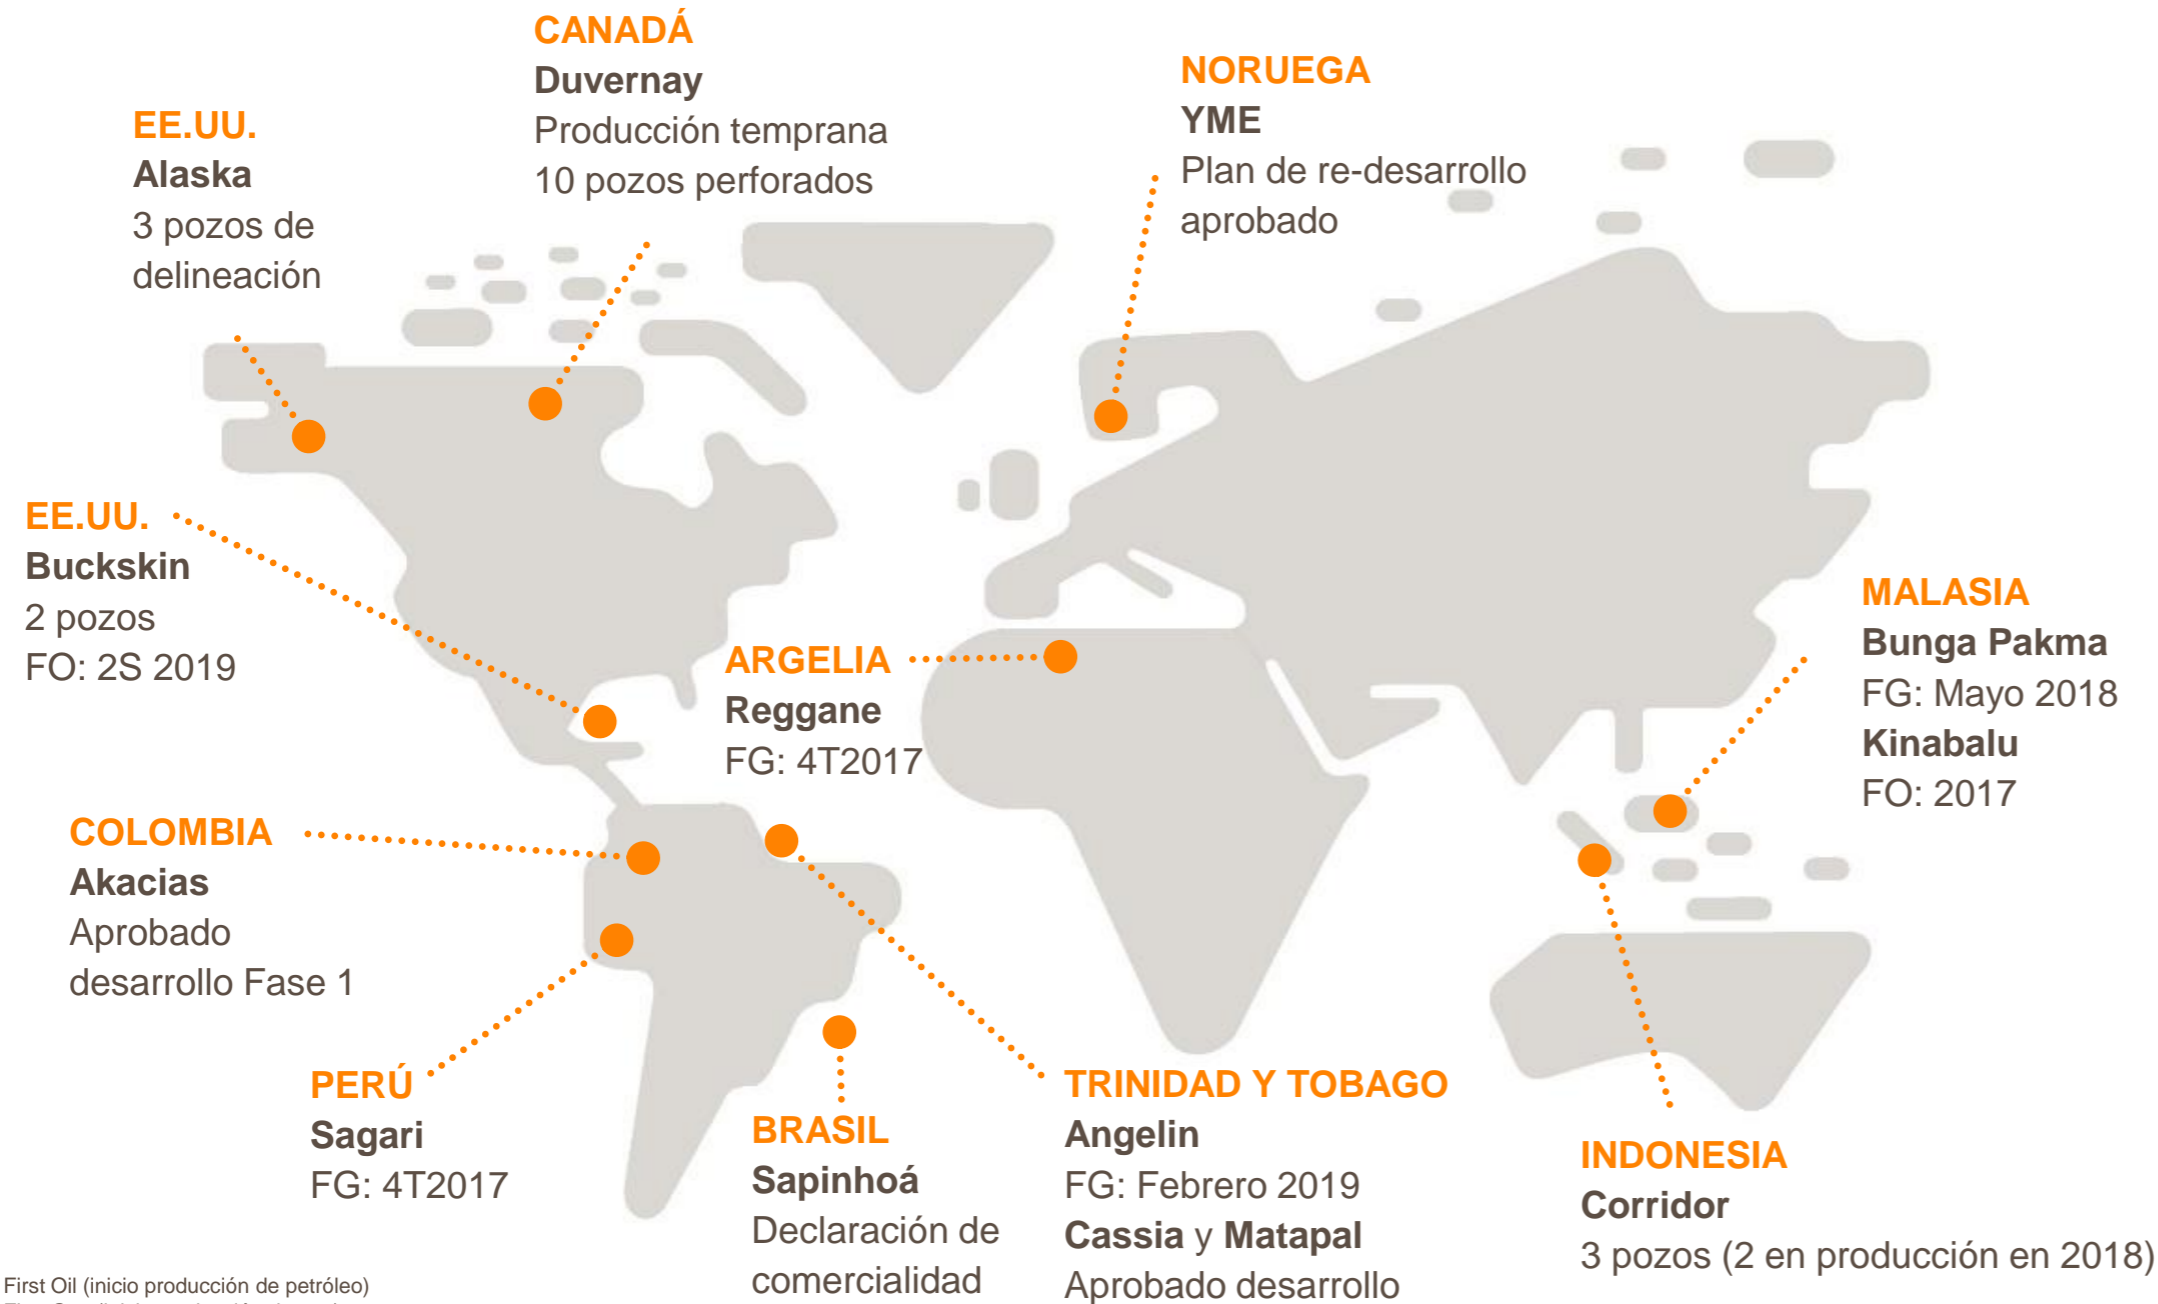 CANADÁ
Duvernay
Producción temprana
10 pozos perforados
NORUEGA
YME
Plan de re-desarrollo
aprobado
EE.UU.
Alaska
3 pozos de
delineación
EE.UU.
Buckskin
2 pozos
FO: 2S 2019
ARGELIA
Reggane
FG: 4T2017
MALASIA
Bunga Pakma
FG: Mayo 2018
Kinabalu
FO: 2017
COLOMBIA
Akacias
Aprobado
desarrollo Fase 1
PERÚ
Sagari
FG: 4T2017
BRASIL
Sapinhoá
Declaración de
comercialidad
TRINIDAD Y TOBAGO
Angelin
FG: Febrero 2019
Cassia y Matapal
Aprobado desarrollo
INDONESIA
Corridor
3 pozos (2 en producción en 2018)
First Oil (inicio producción de petróleo)